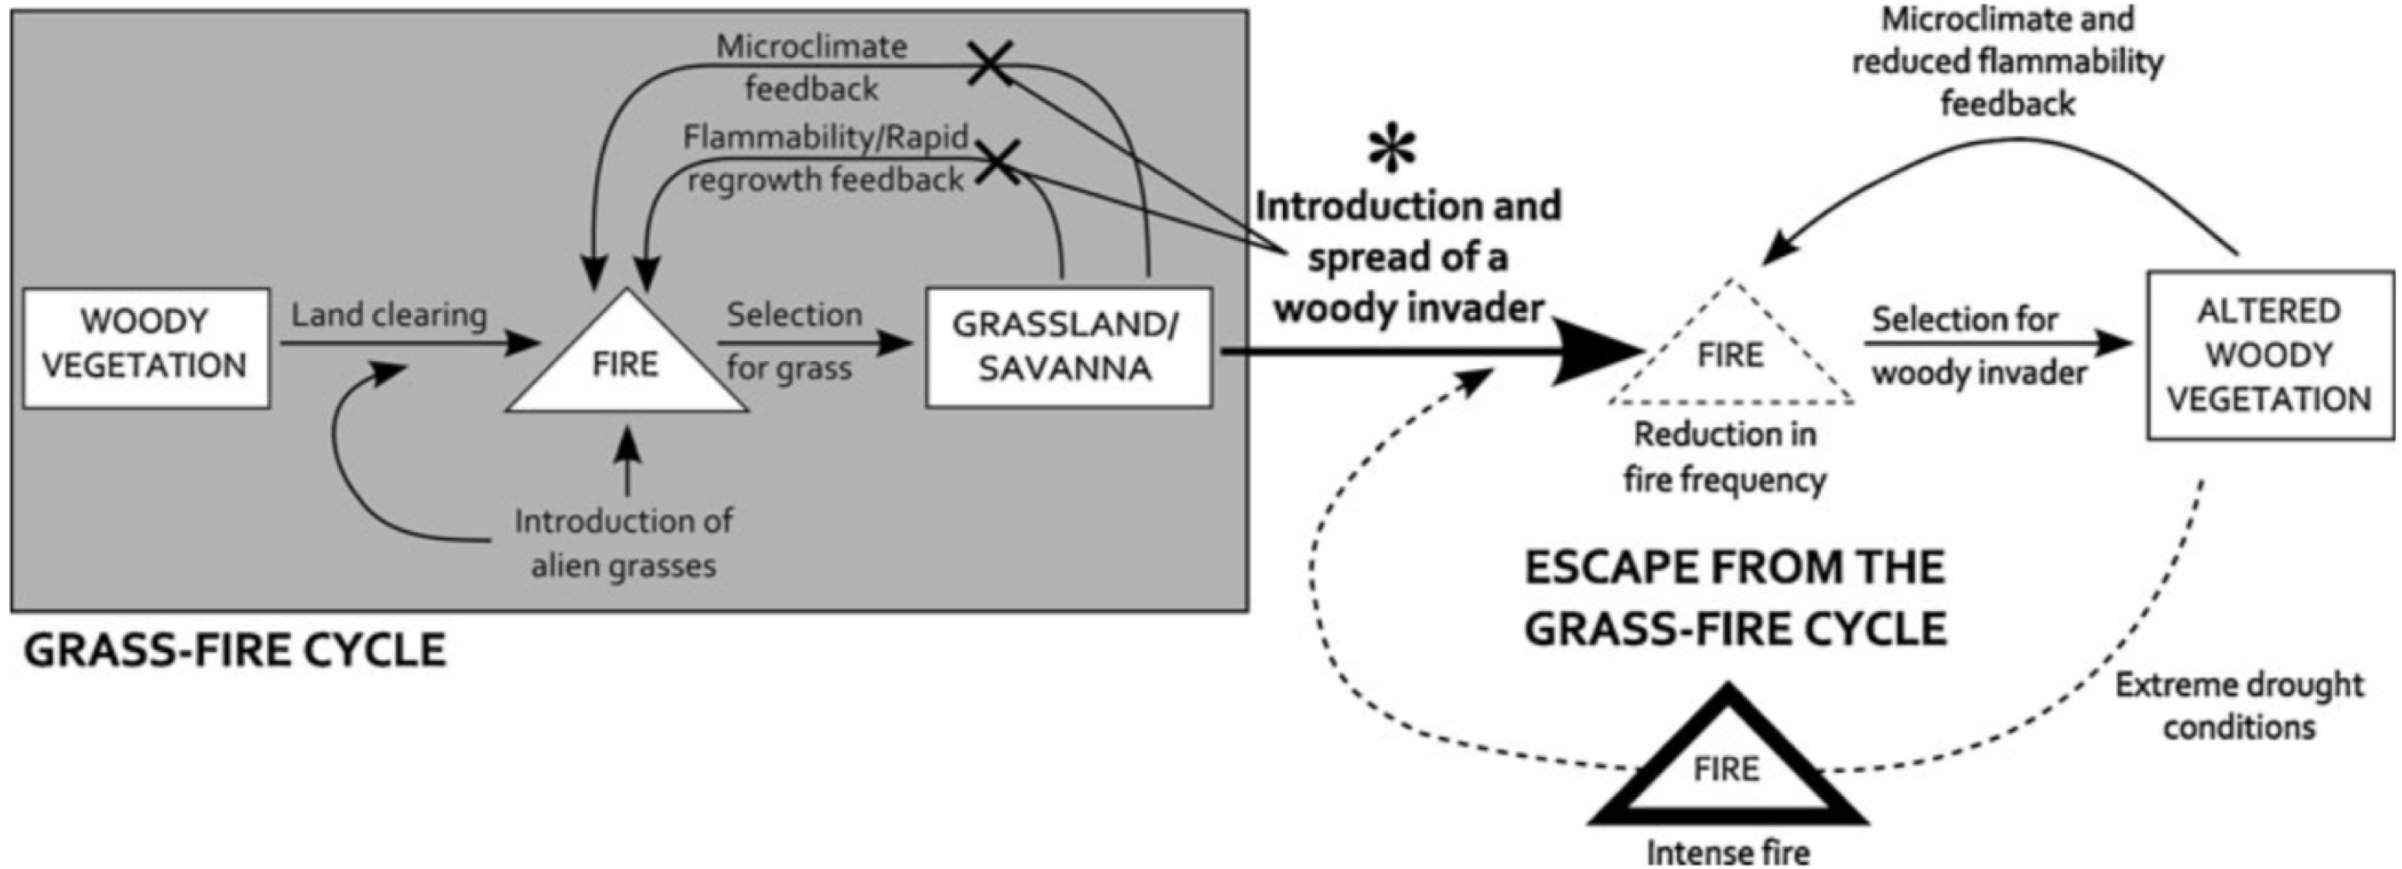 Microclimate
feedback
Flammability/Rapid
regrowth feedback
WOODY
VEGETATION
Land clearing
FIRE
Selection
for grass
GRASSLAND/
SAVANNA
Introduction of
alien grasses
GRASS-FIRE CYCLE
*
Introduction and
spread of a
woody invader
Microclimate and
reduced flammability
feedback
FIRE
Reduction in
fire frequency
Selection for
woody invader
ALTERED
WOODY
VEGETATION
ESCAPE FROM THE
GRASS-FIRE CYCLE
Extreme drought
conditions
FIRE
Intense fire